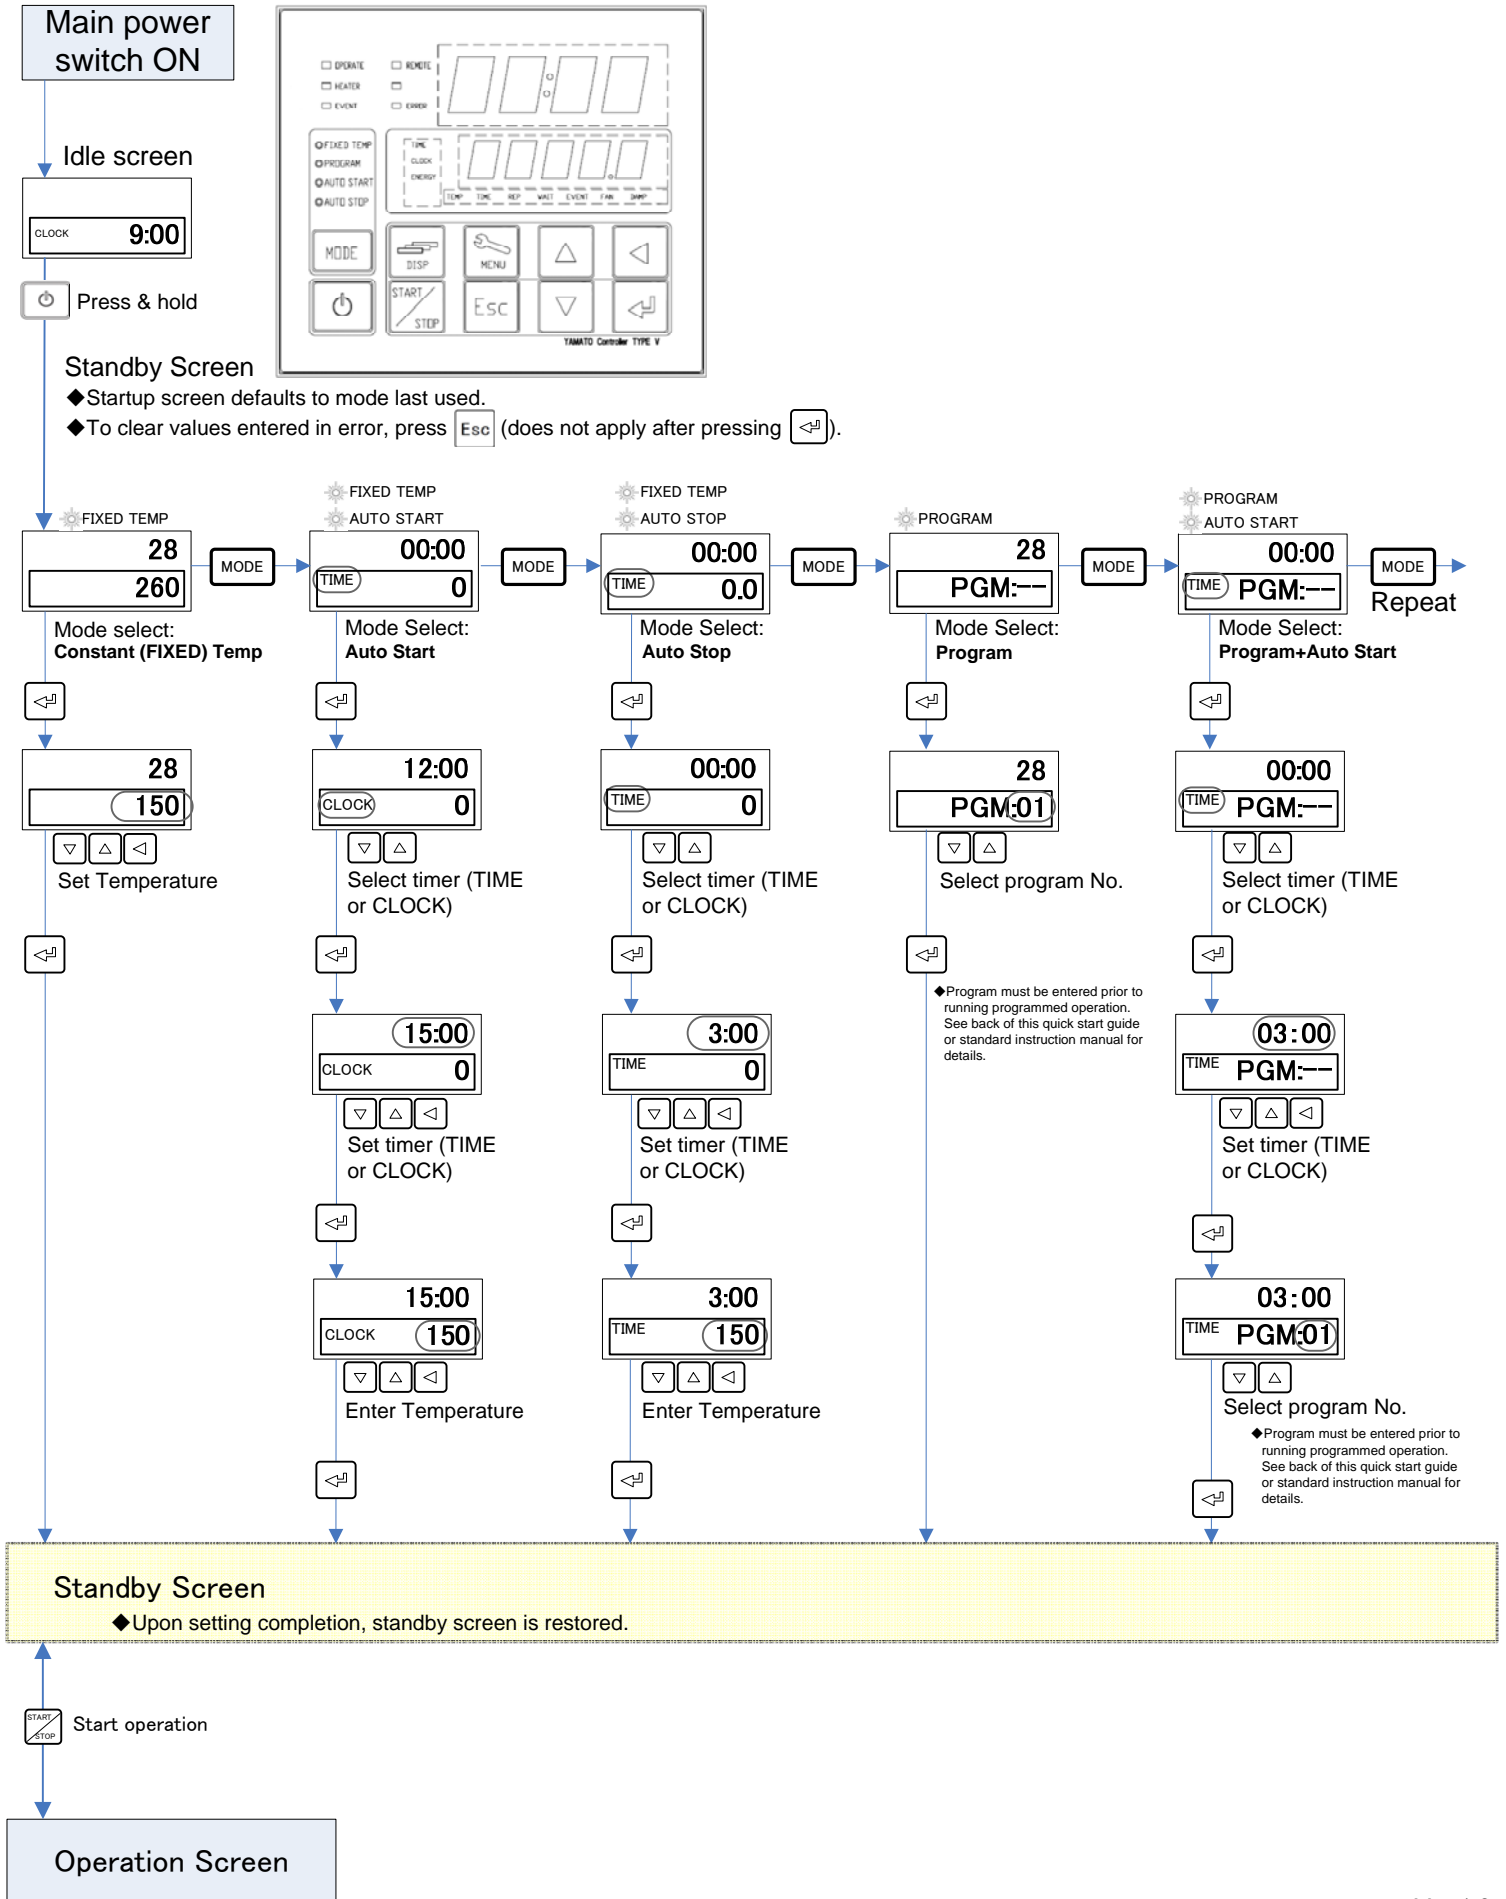 Main power
switch ON
OPERATE REMOTE
HEATER
EVENT ERROR
FIXED TEMP
PROGRAM
AUTO START
AUTO STOP
TIME
CLOCK
ENERGY
TEMP TIME REP WAIT EVENT FAN DAMP
MODE DISP MENU
START/STOP Esc
YAMATO Controller TYPE V
Idle screen
CLOCK 9:00
Press & hold
Standby Screen
◆Startup screen defaults to mode last used.
◆To clear values entered in error, press Esc (does not apply after pressing ).
FIXED TEMP
28
260
Mode select:
Constant (FIXED) Temp
28
150
Set Temperature
MODE
FIXED TEMP
AUTO START
00:00
TIME 0
Mode Select:
Auto Start
12:00
CLOCK 0
Select timer (TIME
or CLOCK)
15:00
CLOCK 0
Set timer (TIME
or CLOCK)
15:00
CLOCK 150
Enter Temperature
MODE
FIXED TEMP
AUTO STOP
00:00
TIME 0.0
Mode Select:
Auto Stop
00:00
TIME 0
Select timer (TIME
or CLOCK)
3:00
TIME 0
Set timer (TIME
or CLOCK)
3:00
TIME 150
Enter Temperature
MODE
PROGRAM
28
PGM:--
Mode Select:
Program
28
PGM:01
Select program No.
◆Program must be entered prior to
running programmed operation.
See back of this quick start guide
or standard instruction manual for
details.
MODE
PROGRAM
AUTO START
00:00
TIME PGM:--
Mode Select:
Program+Auto Start
00:00
TIME PGM:--
Select timer (TIME
or CLOCK)
03:00
TIME PGM:--
Set timer (TIME
or CLOCK)
03:00
TIME PGM:01
Select program No.
◆Program must be entered prior to
running programmed operation.
See back of this quick start guide
or standard instruction manual for
details.
MODE
Repeat
Standby Screen
◆Upon setting completion, standby screen is restored.
START/STOP Start operation
Operation Screen